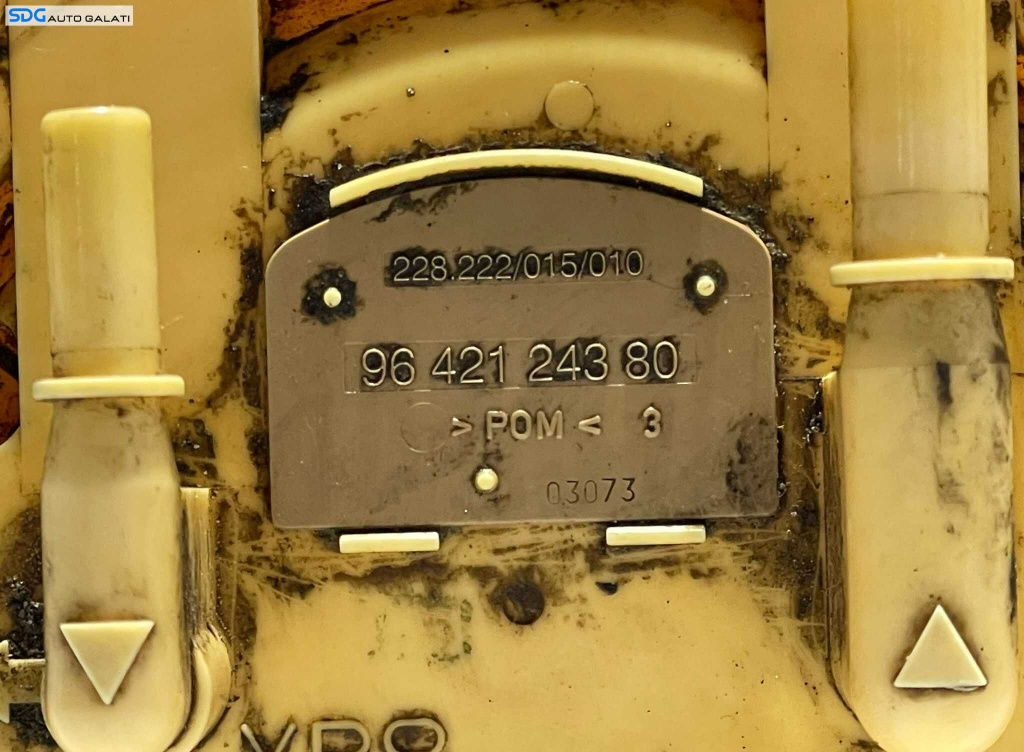 SDG AUTO GALATI
228.222/015/010
96 421 243 80
>POM< 3
03073